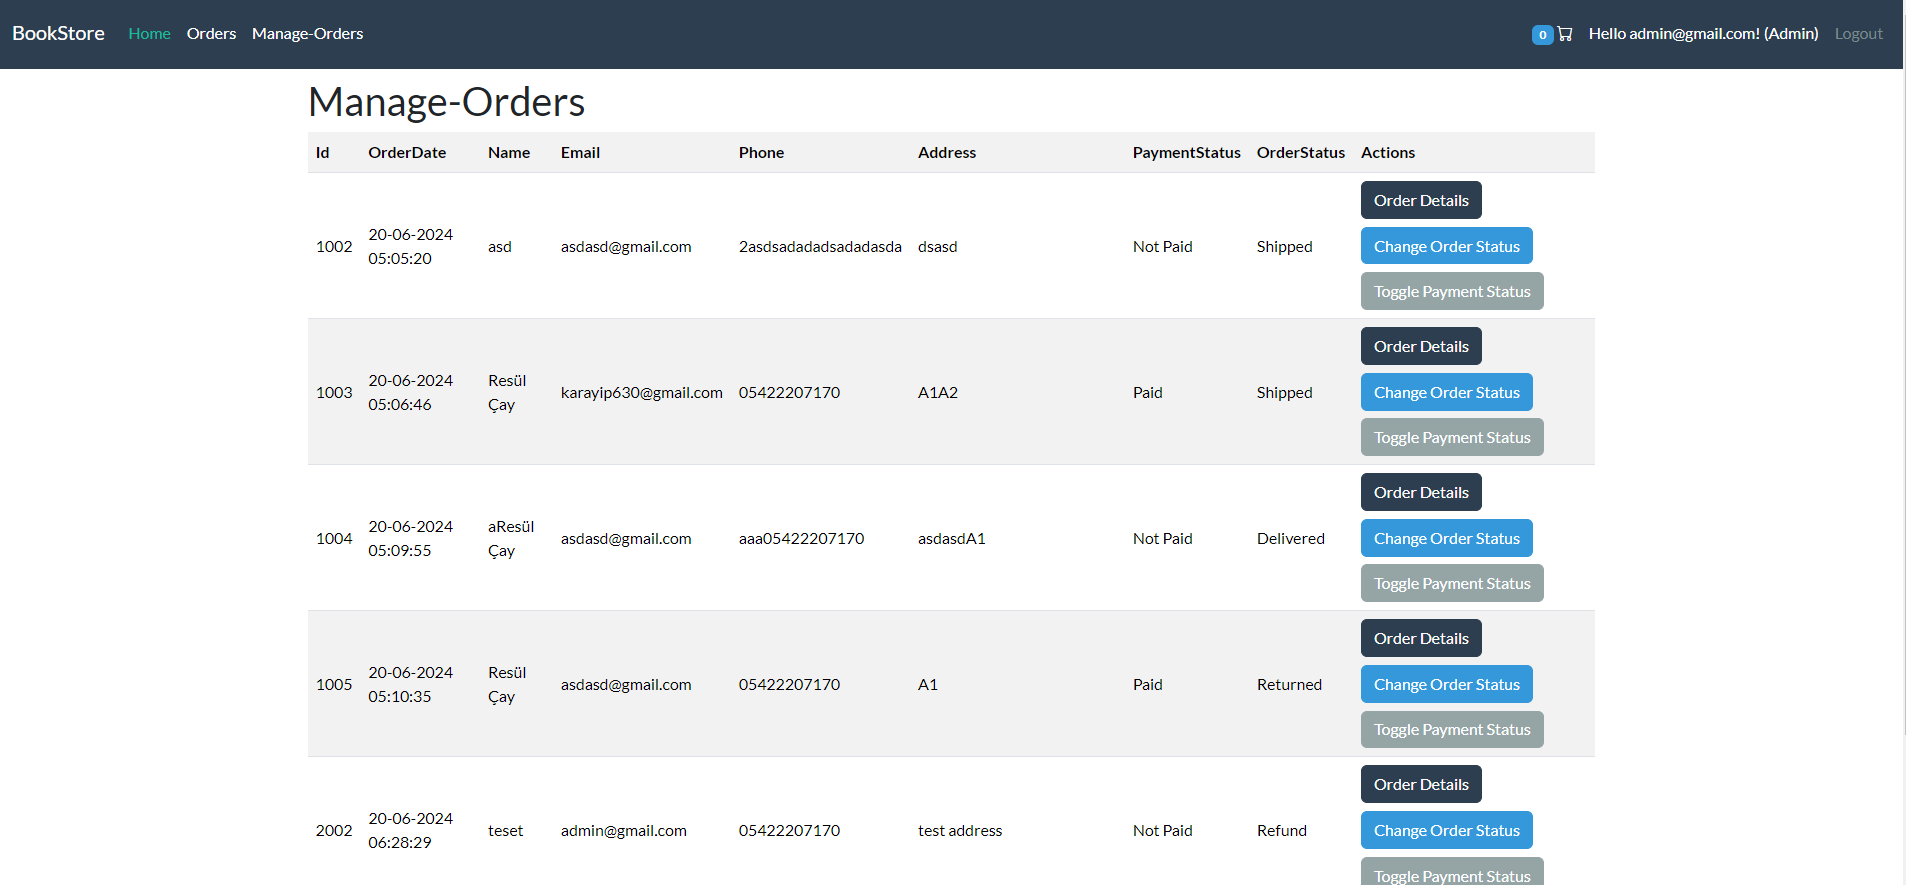 BookStore Home Orders Manage-Orders 0 Hello admin@gmail.com! (Admin) Logout
Manage-Orders
Id OrderDate Name Email Phone Address PaymentStatus OrderStatus Actions
1002 20-06-2024 05:05:20 asd asdasd@gmail.com 2asdsadadadsadadasda dsasd Not Paid Shipped
Order Details
Change Order Status
Toggle Payment Status
1003 20-06-2024 05:06:46 Resül Çay karayip630@gmail.com 05422207170 A1A2 Paid Shipped
Order Details
Change Order Status
Toggle Payment Status
1004 20-06-2024 05:09:55 aResül Çay asdasd@gmail.com aaa05422207170 asdasdA1 Not Paid Delivered
Order Details
Change Order Status
Toggle Payment Status
1005 20-06-2024 05:10:35 Resül Çay asdasd@gmail.com 05422207170 A1 Paid Returned
Order Details
Change Order Status
Toggle Payment Status
2002 20-06-2024 06:28:29 teset admin@gmail.com 05422207170 test address Not Paid Refund
Order Details
Change Order Status
Toggle Payment Status